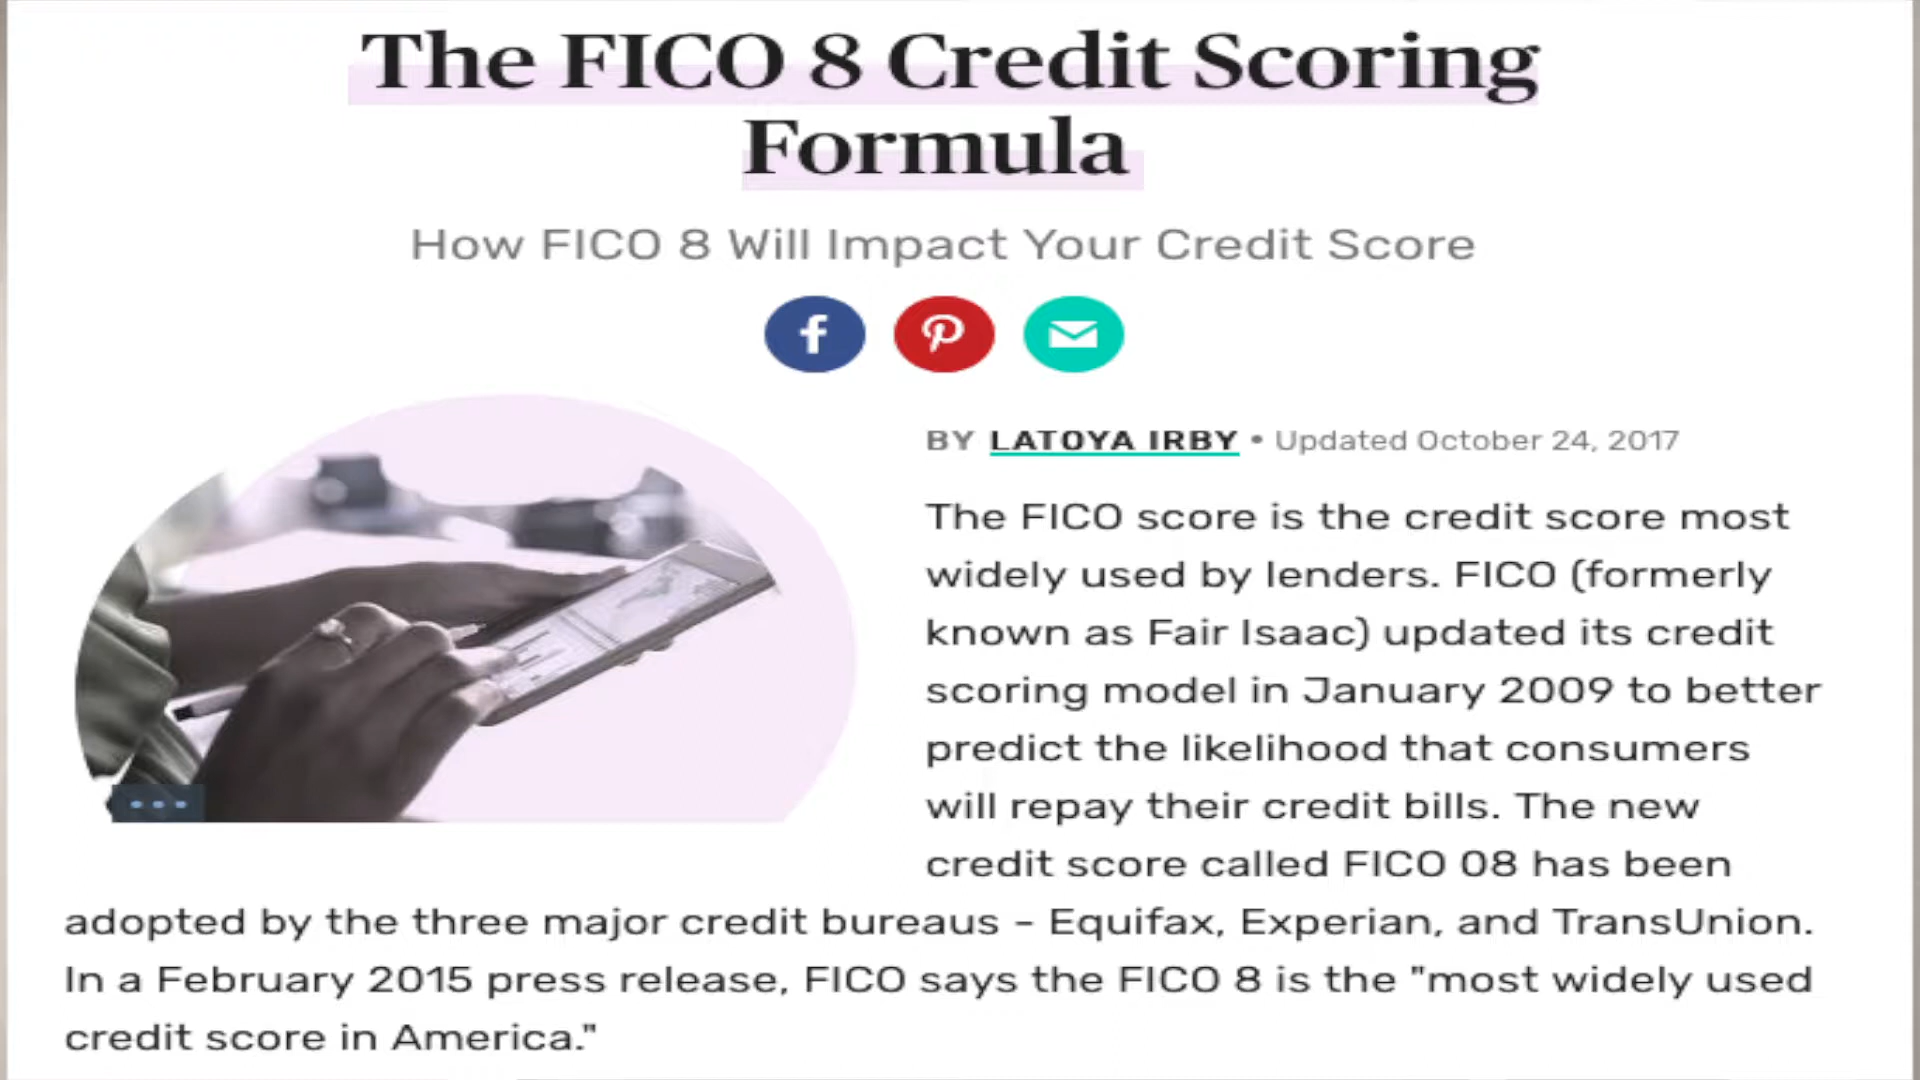 The FICO 8 Credit Scoring
Formula
How FICO 8 Will Impact Your Credit Score
BY LATOYA IRBY • Updated October 24, 2017
The FICO score is the credit score most
widely used by lenders. FICO (formerly
known as Fair Isaac) updated its credit
scoring model in January 2009 to better
predict the likelihood that consumers
will repay their credit bills. The new
credit score called FICO 08 has been
adopted by the three major credit bureaus – Equifax, Experian, and TransUnion.
In a February 2015 press release, FICO says the FICO 8 is the "most widely used
credit score in America."